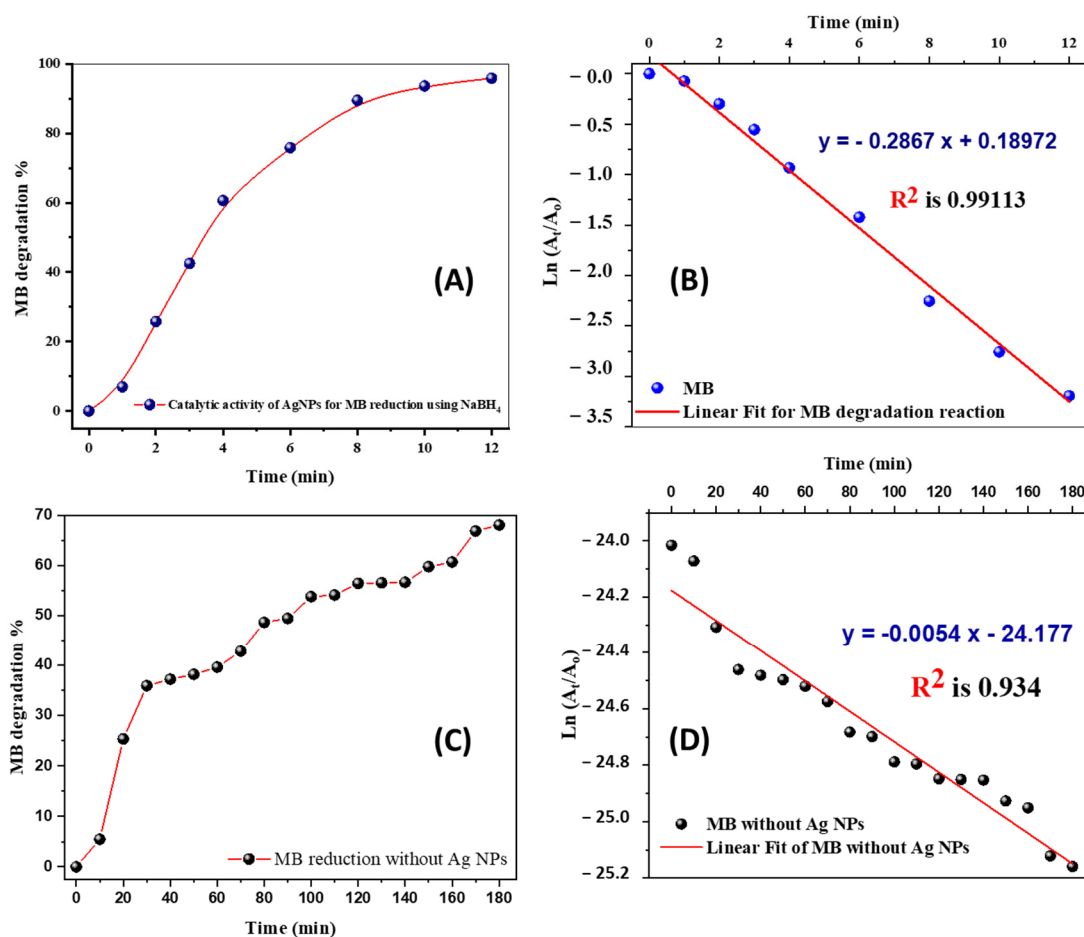 100
80
60
40
20
0
MB degradation %
(A)
Catalytic activity of AgNPs for MB reduction using NaBH₄
0 2 4 6 8 10 12
Time (min)
Time (min)
0 2 4 6 8 10 12
− 0.0
− 0.5
− 1.0
− 1.5
− 2.0
− 2.5
− 3.0
− 3.5
Ln (Aₜ/Aₒ)
y = - 0.2867 x + 0.18972
R² is 0.99113
(B)
MB
Linear Fit for MB degradation reaction
70
60
50
40
30
20
10
0
MB degradation %
(C)
MB reduction without Ag NPs
0 20 40 60 80 100 120 140 160 180
Time (min)
Time (min)
0 20 40 60 80 100 120 140 160 180
− 24.0
− 24.2
− 24.4
− 24.6
− 24.8
− 25.0
− 25.2
Ln (Aₜ/Aₒ)
y = -0.0054 x - 24.177
R² is 0.934
(D)
MB without Ag NPs
Linear Fit of MB without Ag NPs